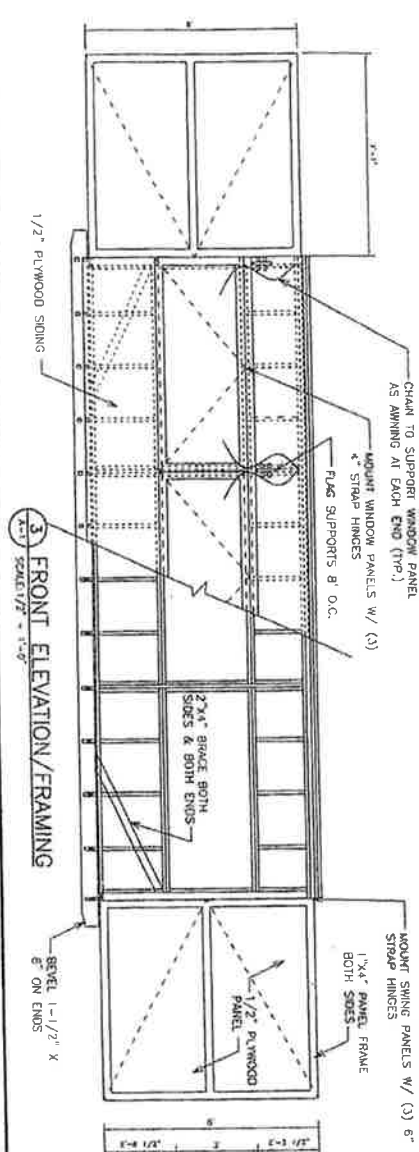 CHAIN TO SUPPORT WINDOW PANEL
AS AWNING AT EACH END (TYP.)
MOUNT WINDOW PANELS W/ (3)
STRAP HINGES
FLAG SUPPORTS 8' O.C.
MOUNT SWING PANELS W/ (3) 6"
STRAP HINGES
1"X4" PANEL FRAME
BOTH SIDES
1/2" PLYWOOD
PANEL
2"X4" BRACE BOTH
SIDES & BOTH ENDS
1/2" PLYWOOD SIDING
BEVEL 1-1/2" X
6" ON ENDS
3
A-1
FRONT ELEVATION/FRAMING
SCALE: 1/2" = 1'-0"